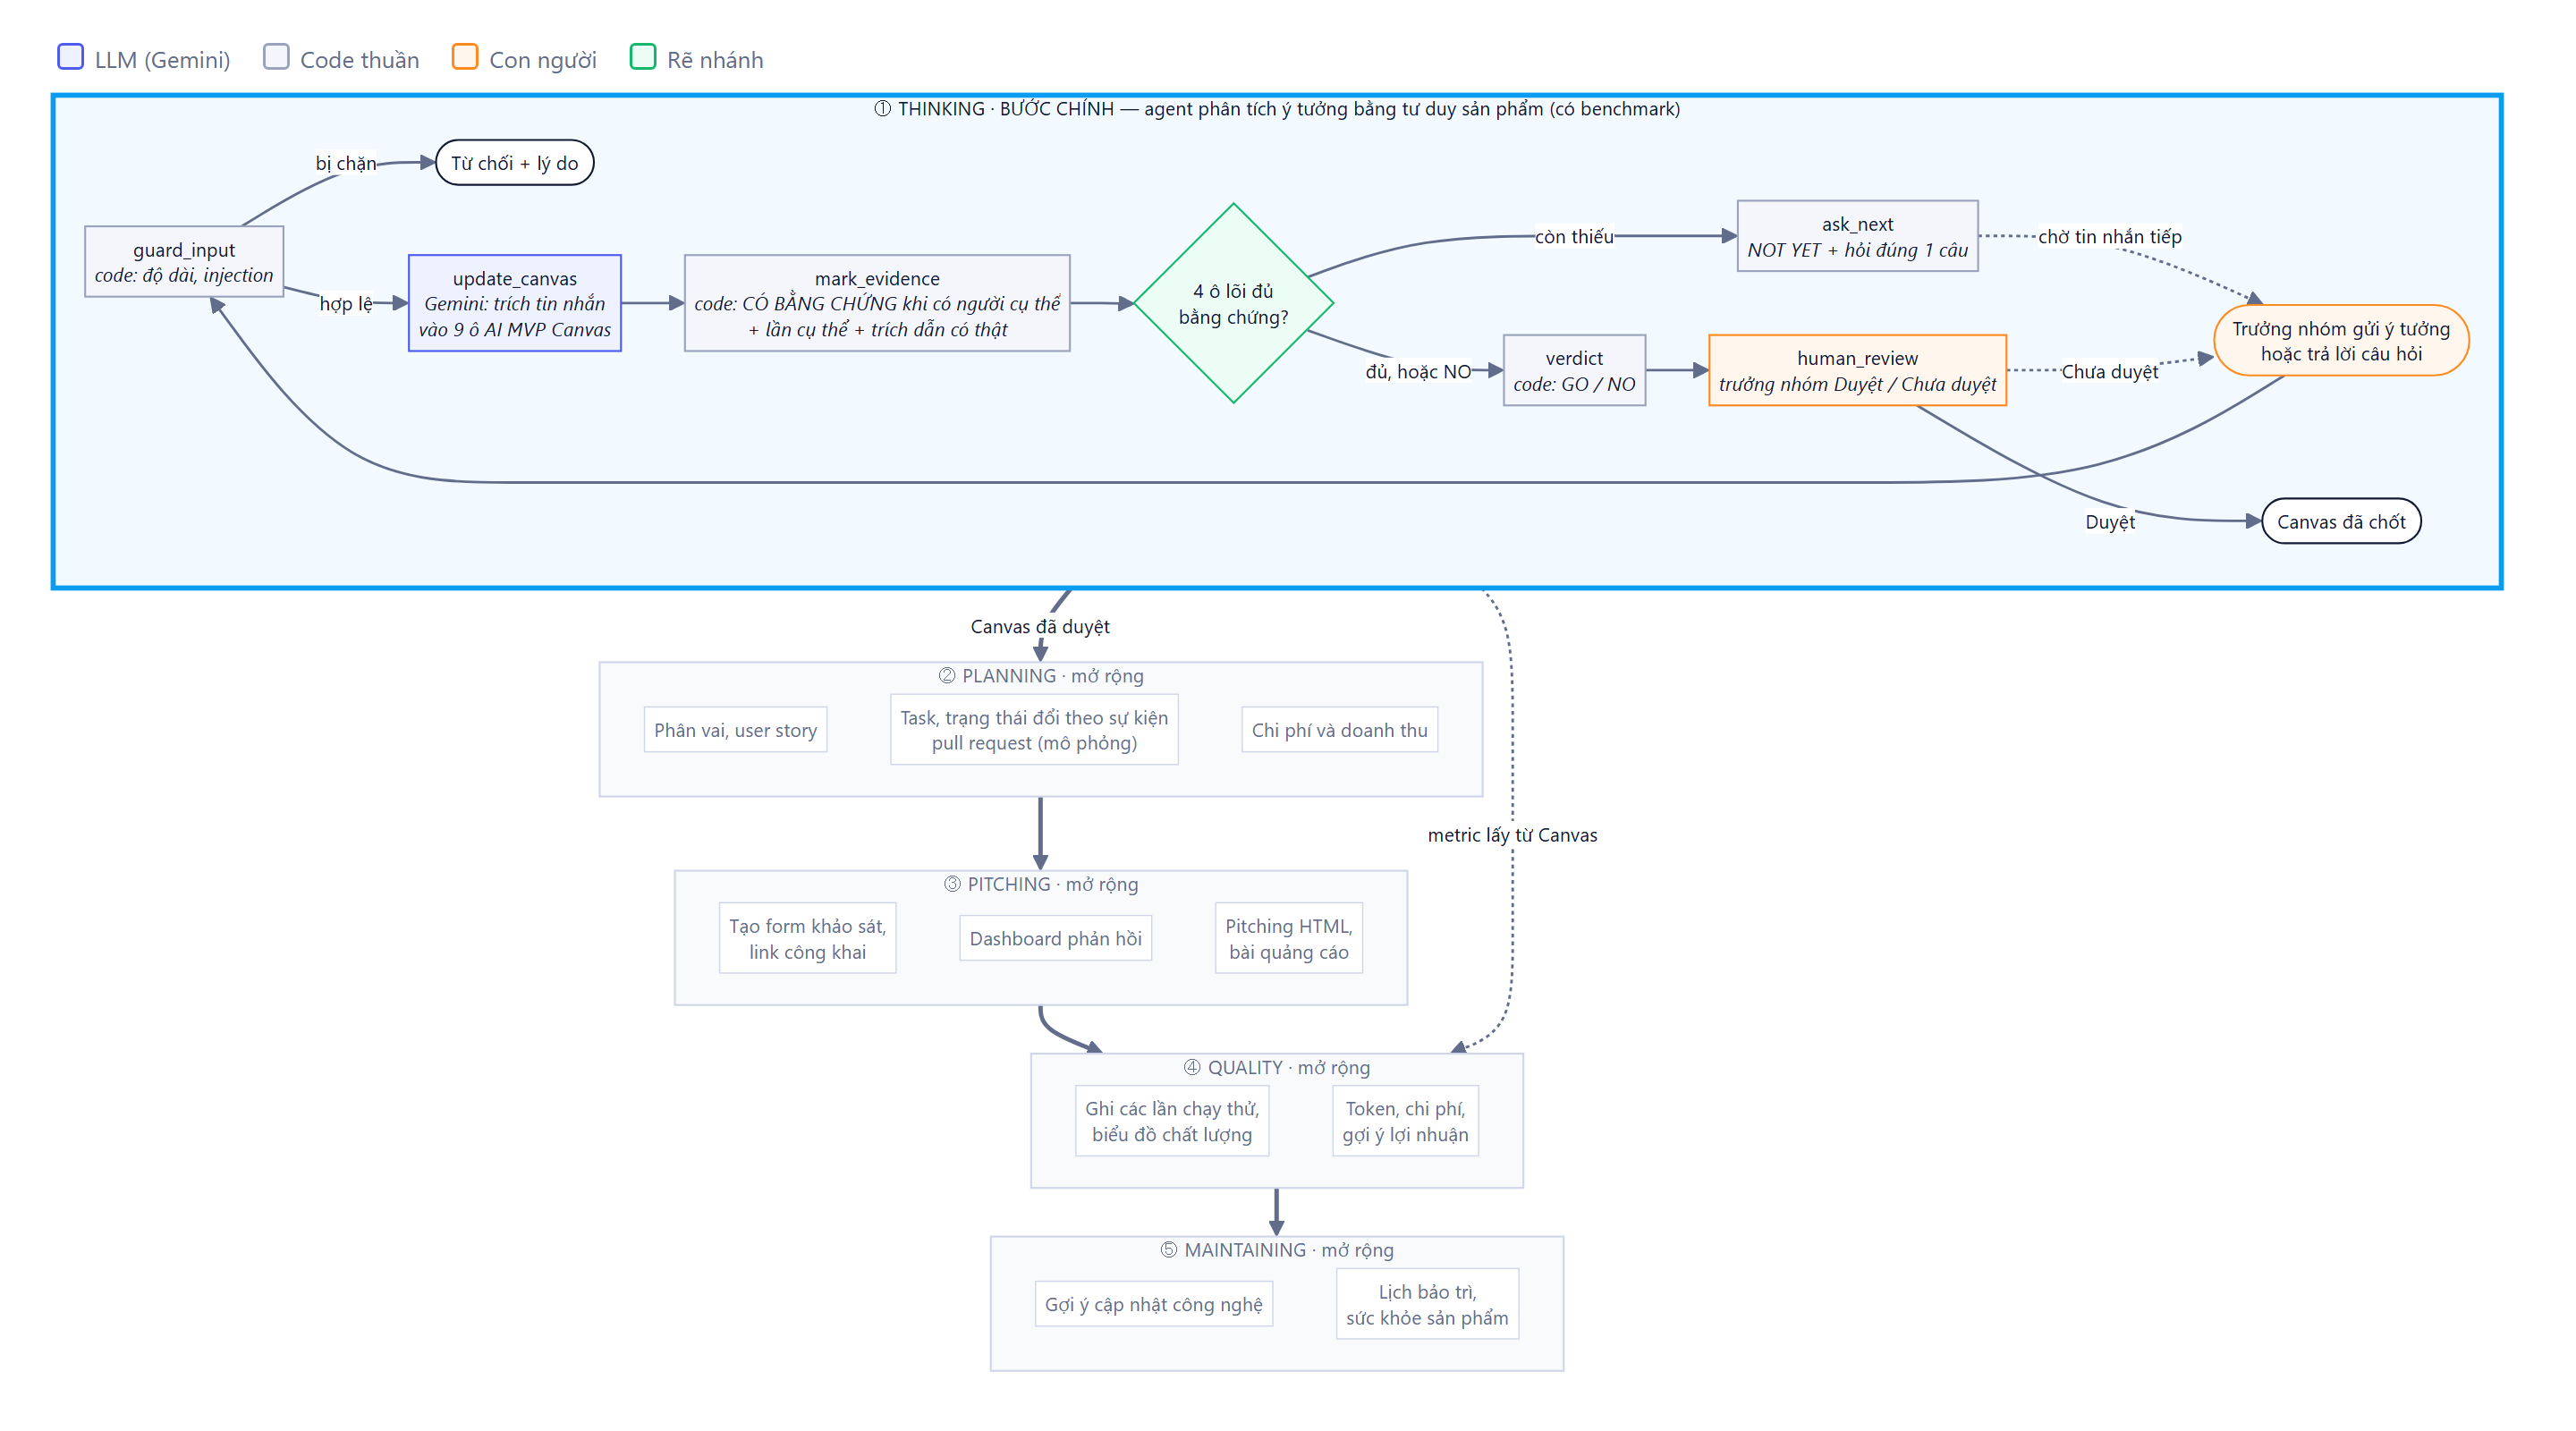 LLM (Gemini)
Code thuần
Con người
Rẽ nhánh
① THINKING · BƯỚC CHÍNH — agent phân tích ý tưởng bằng tư duy sản phẩm (có benchmark)
bị chặn
Từ chối + lý do
guard_input
code: độ dài, injection
hợp lệ
update_canvas
Gemini: trích tin nhắn
vào 9 ô AI MVP Canvas
mark_evidence
code: CÓ BẰNG CHỨNG khi có người cụ thể
+ lần cụ thể + trích dẫn có thật
4 ô lõi đủ
bằng chứng?
còn thiếu
ask_next
NOT YET + hỏi đúng 1 câu
chờ tin nhắn tiếp
đủ, hoặc NO
verdict
code: GO / NO
human_review
trưởng nhóm Duyệt / Chưa duyệt
Chưa duyệt
Trưởng nhóm gửi ý tưởng
hoặc trả lời câu hỏi
Duyệt
Canvas đã chốt
Canvas đã duyệt
② PLANNING · mở rộng
Phân vai, user story
Task, trạng thái đổi theo sự kiện
pull request (mô phỏng)
Chi phí và doanh thu
metric lấy từ Canvas
③ PITCHING · mở rộng
Tạo form khảo sát,
link công khai
Dashboard phản hồi
Pitching HTML,
bài quảng cáo
④ QUALITY · mở rộng
Ghi các lần chạy thử,
biểu đồ chất lượng
Token, chi phí,
gợi ý lợi nhuận
⑤ MAINTAINING · mở rộng
Gợi ý cập nhật công nghệ
Lịch bảo trì,
sức khỏe sản phẩm